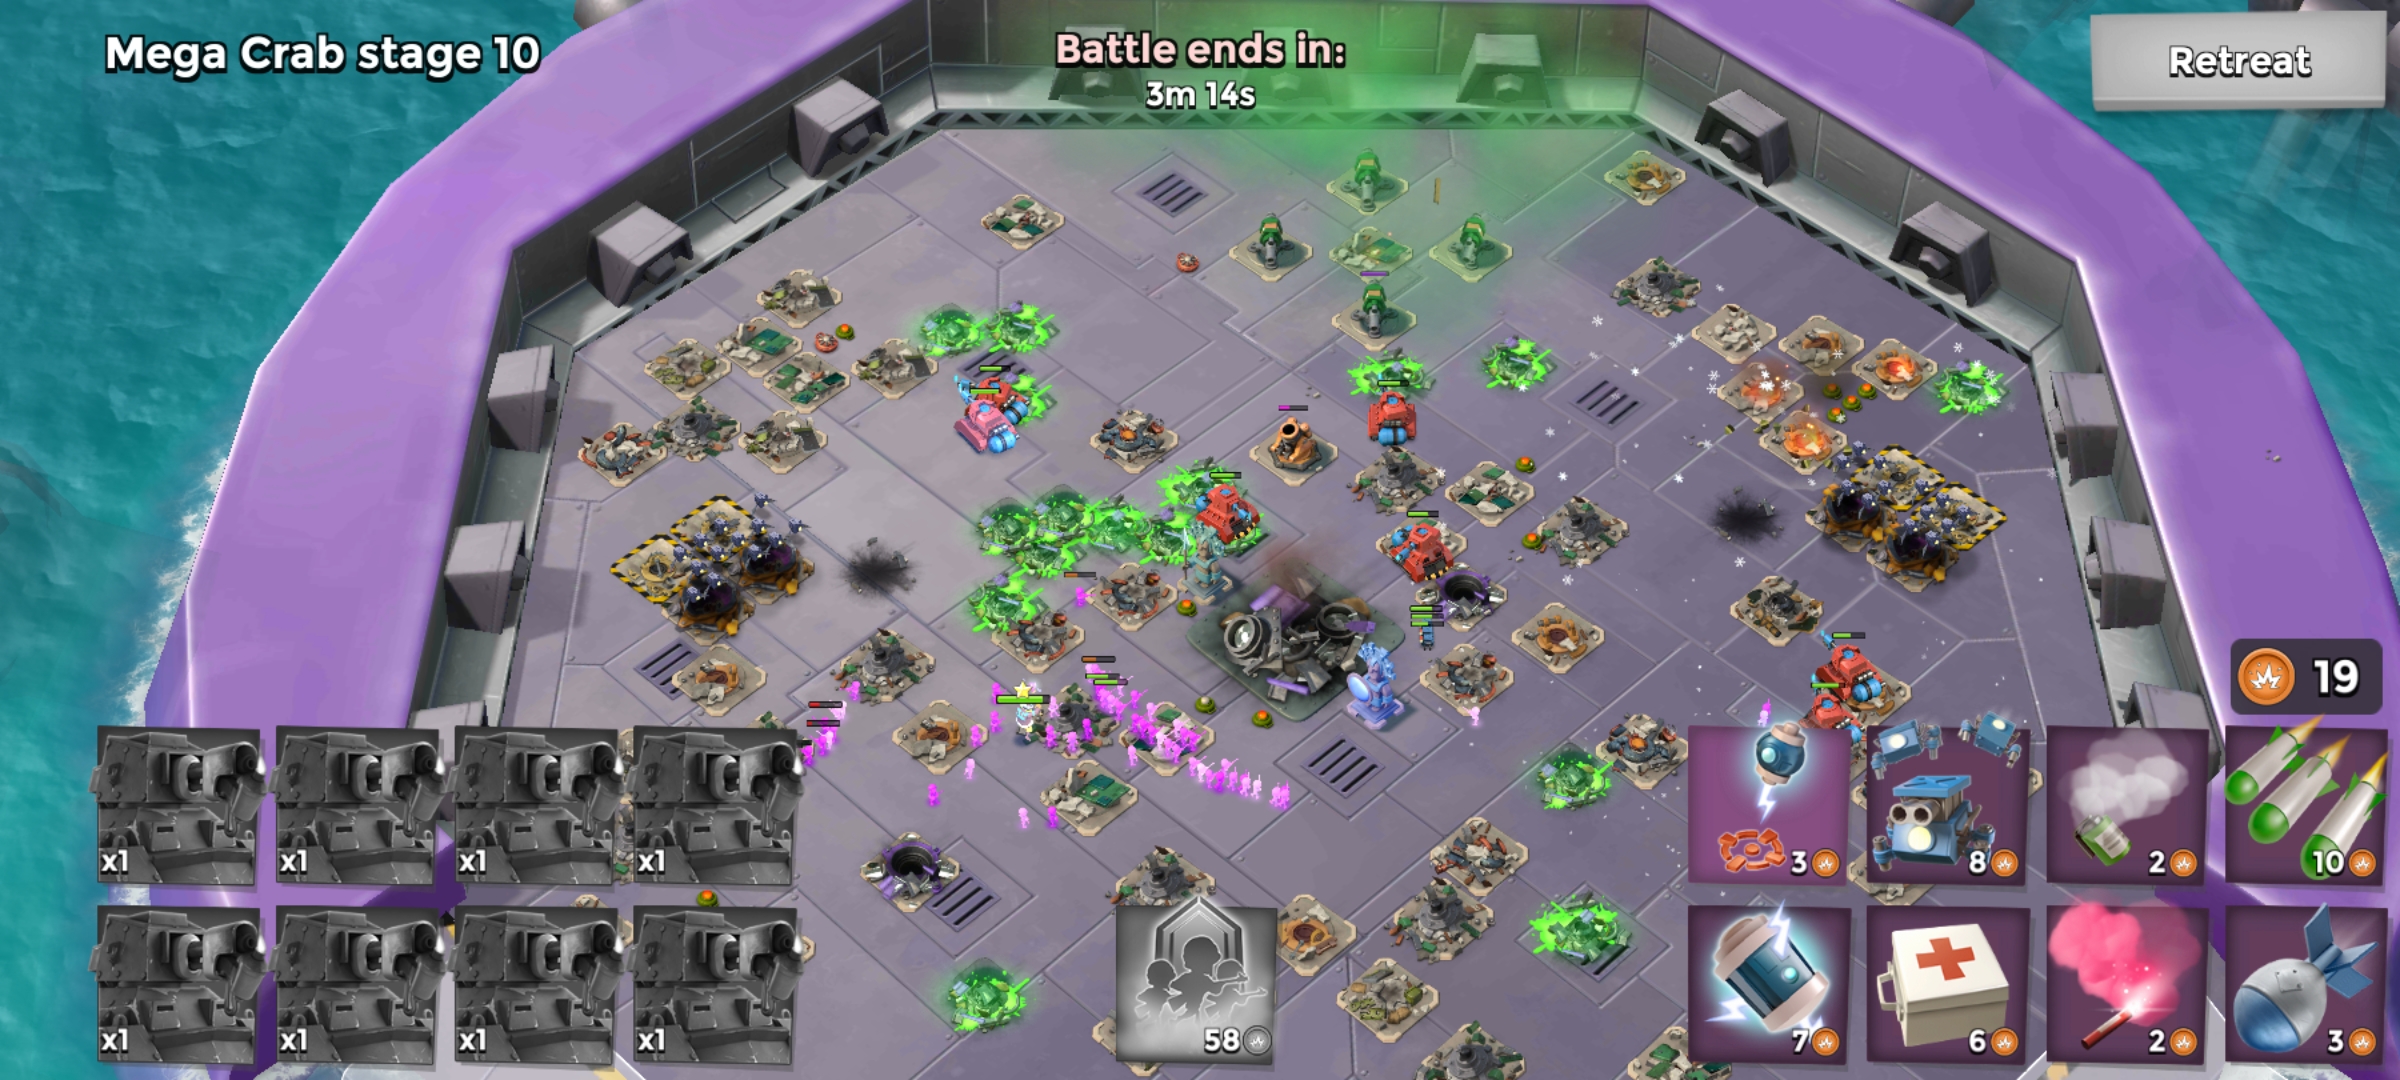 Mega Crab stage 10
Battle ends in:
3m 14s
Retreat
19
x1
x1
x1
x1
3
8
2
10
x1
x1
x1
x1
58
7
6
2
3